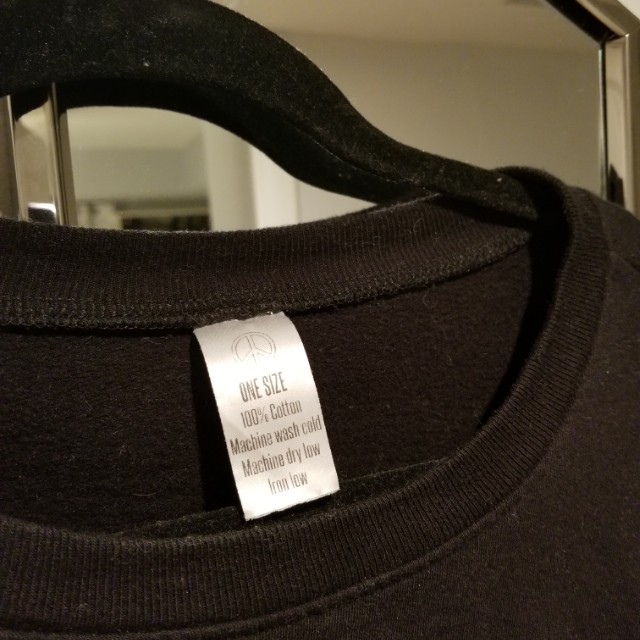 ONE SIZE
100% Cotton
Machine wash cold
Machine dry low
Iron low